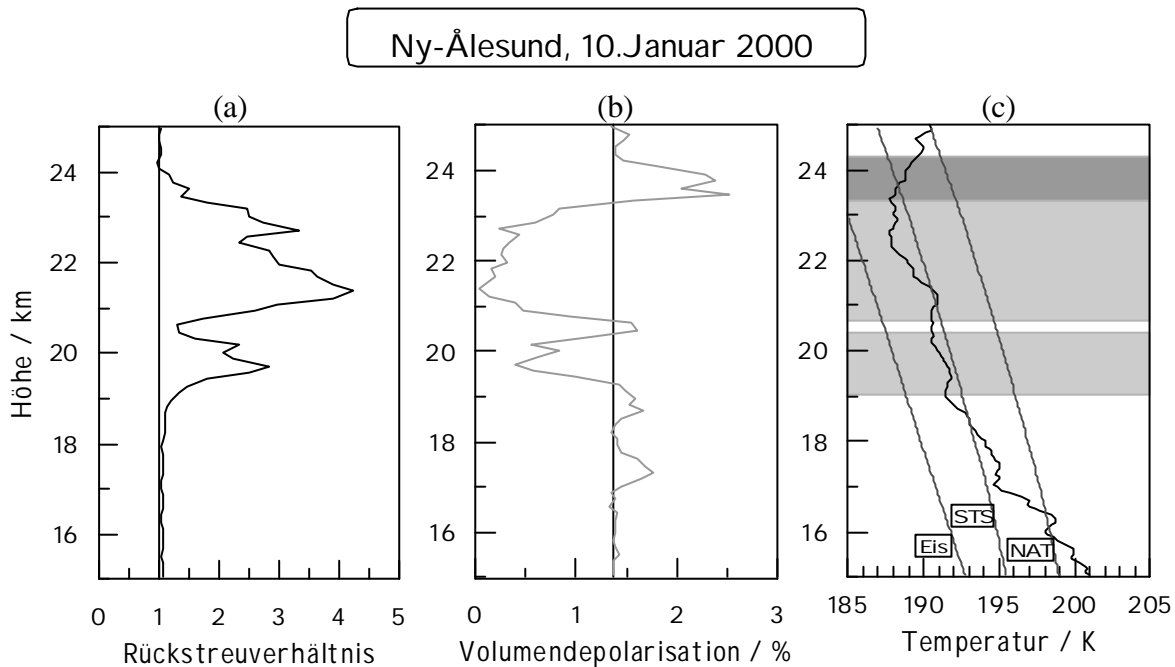 Ny-Ålesund, 10.Januar 2000
(a) (b) (c)
24 24 24
22 22 22
20 20 20
18 18 18
16 16 16
Höhe / km
STS
Eis NAT
0 1 2 3 4 5 0 1 2 3 185 190 195 200 205
Rückstreuverhältnis Volumendepolarisation / % Temperatur / K